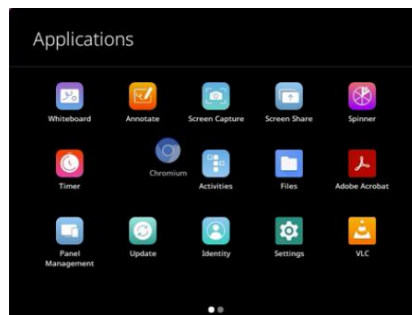 Applications
Whiteboard
Annotate
Screen Capture
Screen Share
Spinner
Timer
Chromium
Activities
Files
Adobe Acrobat
Panel
Management
Update
Identity
Settings
VLC